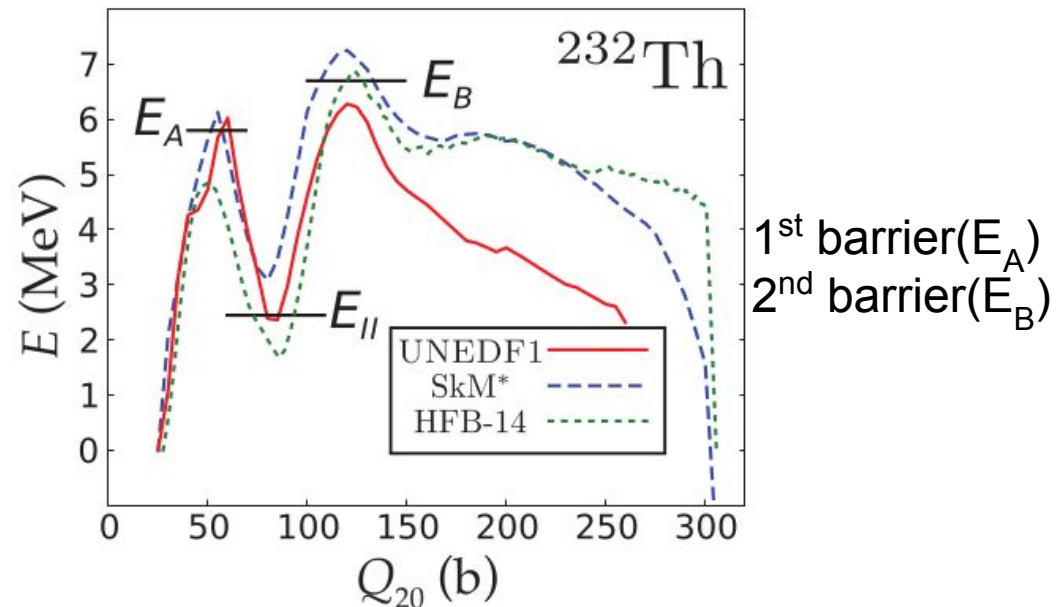 ²³²Th
E_A
E_B
E_II
E (MeV)
7
6
5
4
3
2
1
0
UNEDF1
SkM*
HFB-14
0 50 100 150 200 250 300
Q₂₀ (b)
1ˢᵗ barrier(E_A)
2ⁿᵈ barrier(E_B)